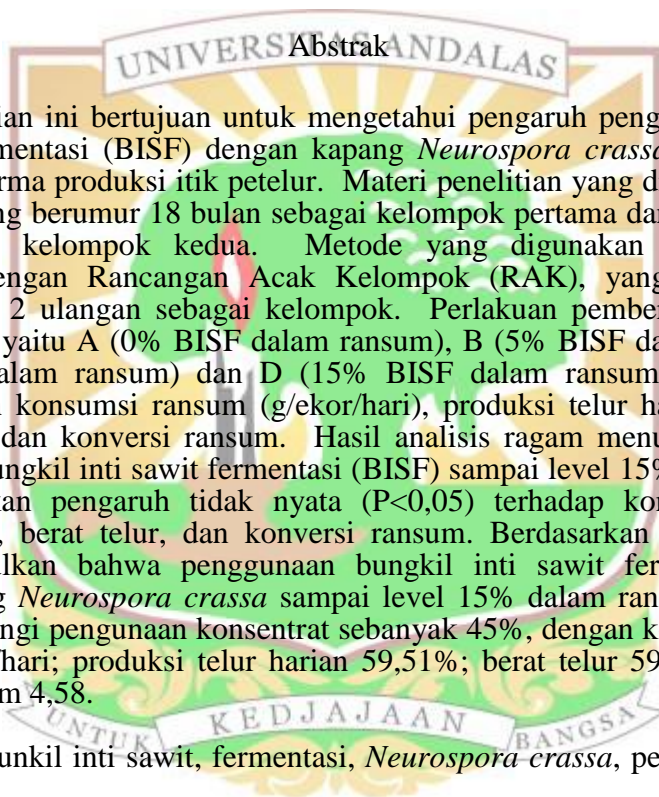 Abstrak
UNIVERSITAS ANDALAS
ian ini bertujuan untuk mengetahui pengaruh peng
mentasi (BISF) dengan kapang Neurospora crassa
rma produksi itik petelur. Materi penelitian yang d
ng berumur 18 bulan sebagai kelompok pertama dan
kelompok kedua. Metode yang digunakan
engan Rancangan Acak Kelompok (RAK), yang
2 ulangan sebagai kelompok. Perlakuan pember
yaitu A (0% BISF dalam ransum), B (5% BISF da
alam ransum) dan D (15% BISF dalam ransum
konsumsi ransum (g/ekor/hari), produksi telur ha
dan konversi ransum. Hasil analisis ragam menu
ungkil inti sawit fermentasi (BISF) sampai level 15%
kan pengaruh tidak nyata (P<0,05) terhadap kon
, berat telur, dan konversi ransum. Berdasarkan
ulkan bahwa penggunaan bungkil inti sawit fer
g Neurospora crassa sampai level 15% dalam ran
ngi pengunaan konsentrat sebanyak 45%, dengan k
/hari; produksi telur harian 59,51%; berat telur 59
m 4,58.
UNTUK KEDJAJAAN BANGSA
unkil inti sawit, fermentasi, Neurospora crassa, pe